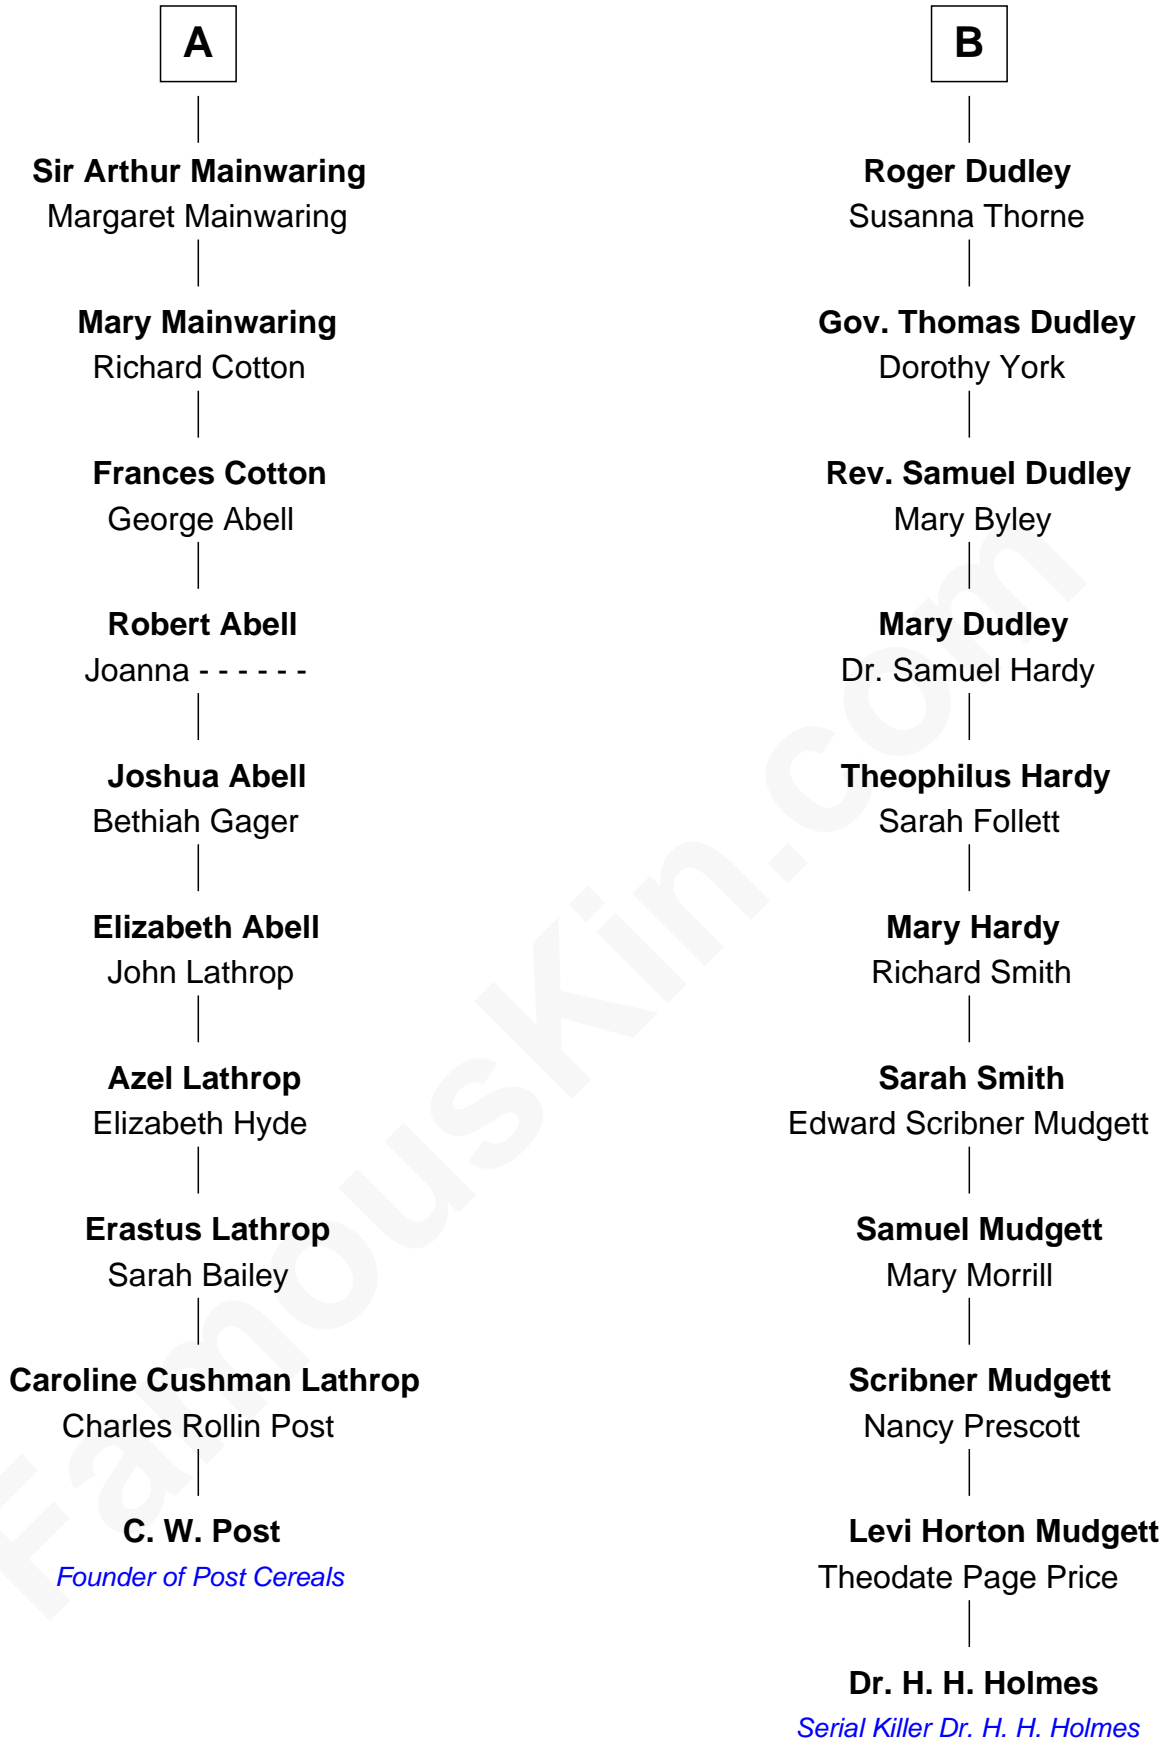 A
Sir Arthur Mainwaring
Margaret Mainwaring
Mary Mainwaring
Richard Cotton
Frances Cotton
George Abell
Robert Abell
Joanna - - - - - -
Joshua Abell
Bethiah Gager
Elizabeth Abell
John Lathrop
Azel Lathrop
Elizabeth Hyde
Erastus Lathrop
Sarah Bailey
Caroline Cushman Lathrop
Charles Rollin Post
C. W. Post
Founder of Post Cereals
B
Roger Dudley
Susanna Thorne
Gov. Thomas Dudley
Dorothy York
Rev. Samuel Dudley
Mary Byley
Mary Dudley
Dr. Samuel Hardy
Theophilus Hardy
Sarah Follett
Mary Hardy
Richard Smith
Sarah Smith
Edward Scribner Mudgett
Samuel Mudgett
Mary Morrill
Scribner Mudgett
Nancy Prescott
Levi Horton Mudgett
Theodate Page Price
Dr. H. H. Holmes
Serial Killer Dr. H. H. Holmes
FamousKin.com